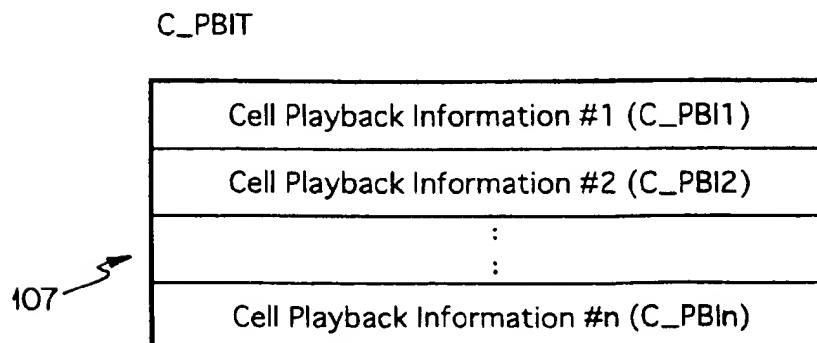 C_PBIT
Cell Playback Information #1 (C_PBI1)
Cell Playback Information #2 (C_PBI2)
:
:
107
Cell Playback Information #n (C_PBIn)